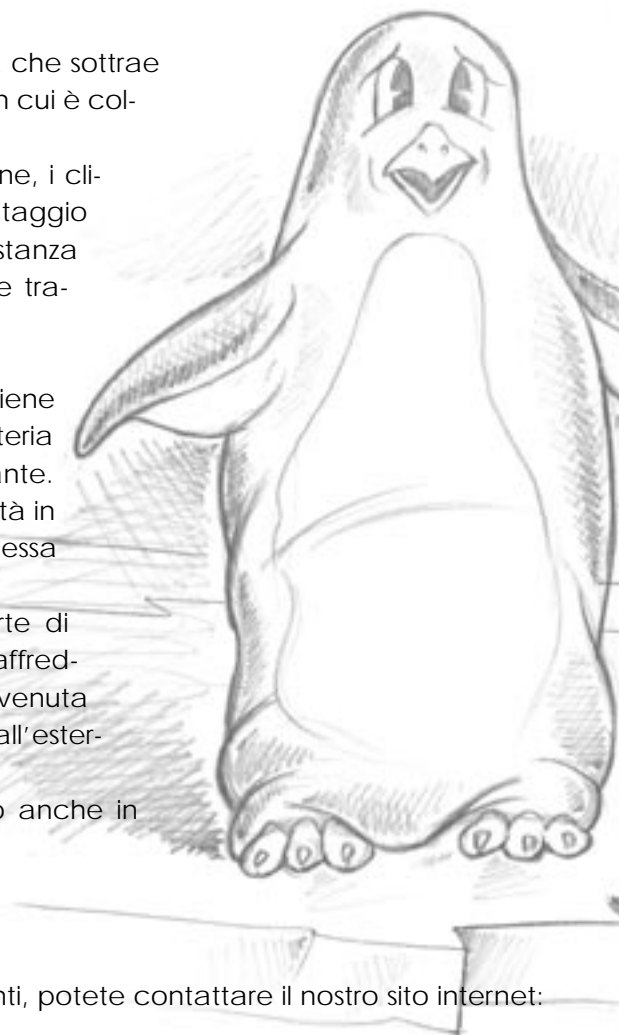 che sottrae
n cui è col-
ne, i cli-
taggio
stanza
e tra-
iene
teria
ante.
tà in
essa
rte di
affred-
venuta
all'ester-
o anche in
nti, potete contattare il nostro sito internet: